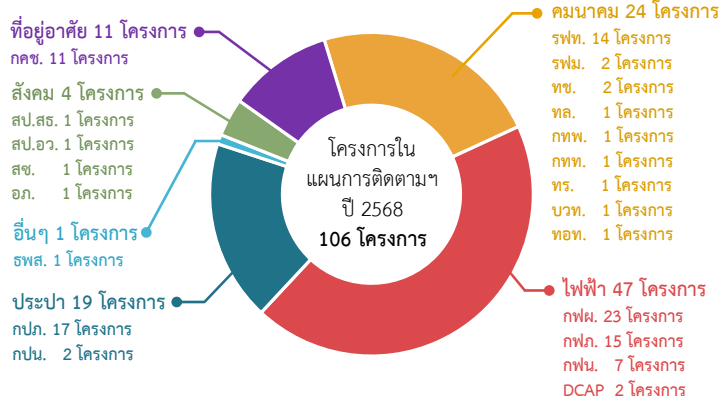 ที่อยู่อาศัย 11 โครงการ
กคช. 11 โครงการ
สังคม 4 โครงการ
สป.สธ. 1 โครงการ
สป.อว. 1 โครงการ
สช. 1 โครงการ
อภ. 1 โครงการ
อื่นๆ 1 โครงการ
ธพส. 1 โครงการ
ประปา 19 โครงการ
กปภ. 17 โครงการ
กปน. 2 โครงการ
โครงการใน
แผนการติดตามฯ
ปี 2568
106 โครงการ
คมนาคม 24 โครงการ
รฟท. 14 โครงการ
รฟม. 2 โครงการ
ทช. 2 โครงการ
ทล. 1 โครงการ
กทพ. 1 โครงการ
กทท. 1 โครงการ
ทร. 1 โครงการ
บวท. 1 โครงการ
ทอท. 1 โครงการ
ไฟฟ้า 47 โครงการ
กฟผ. 23 โครงการ
กฟภ. 15 โครงการ
กฟน. 7 โครงการ
DCAP 2 โครงการ